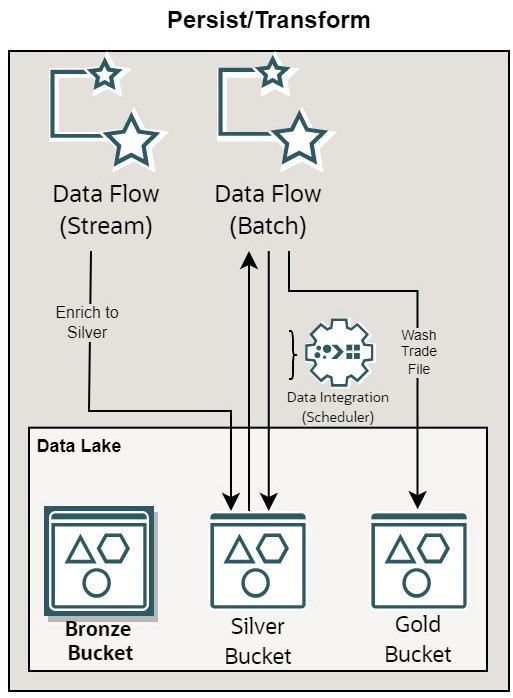 Persist/Transform
Data Flow
(Stream)
Data Flow
(Batch)
Enrich to
Silver
Wash
Trade
File
Data Integration
(Scheduler)
Data Lake
Bronze
Bucket
Silver
Bucket
Gold
Bucket